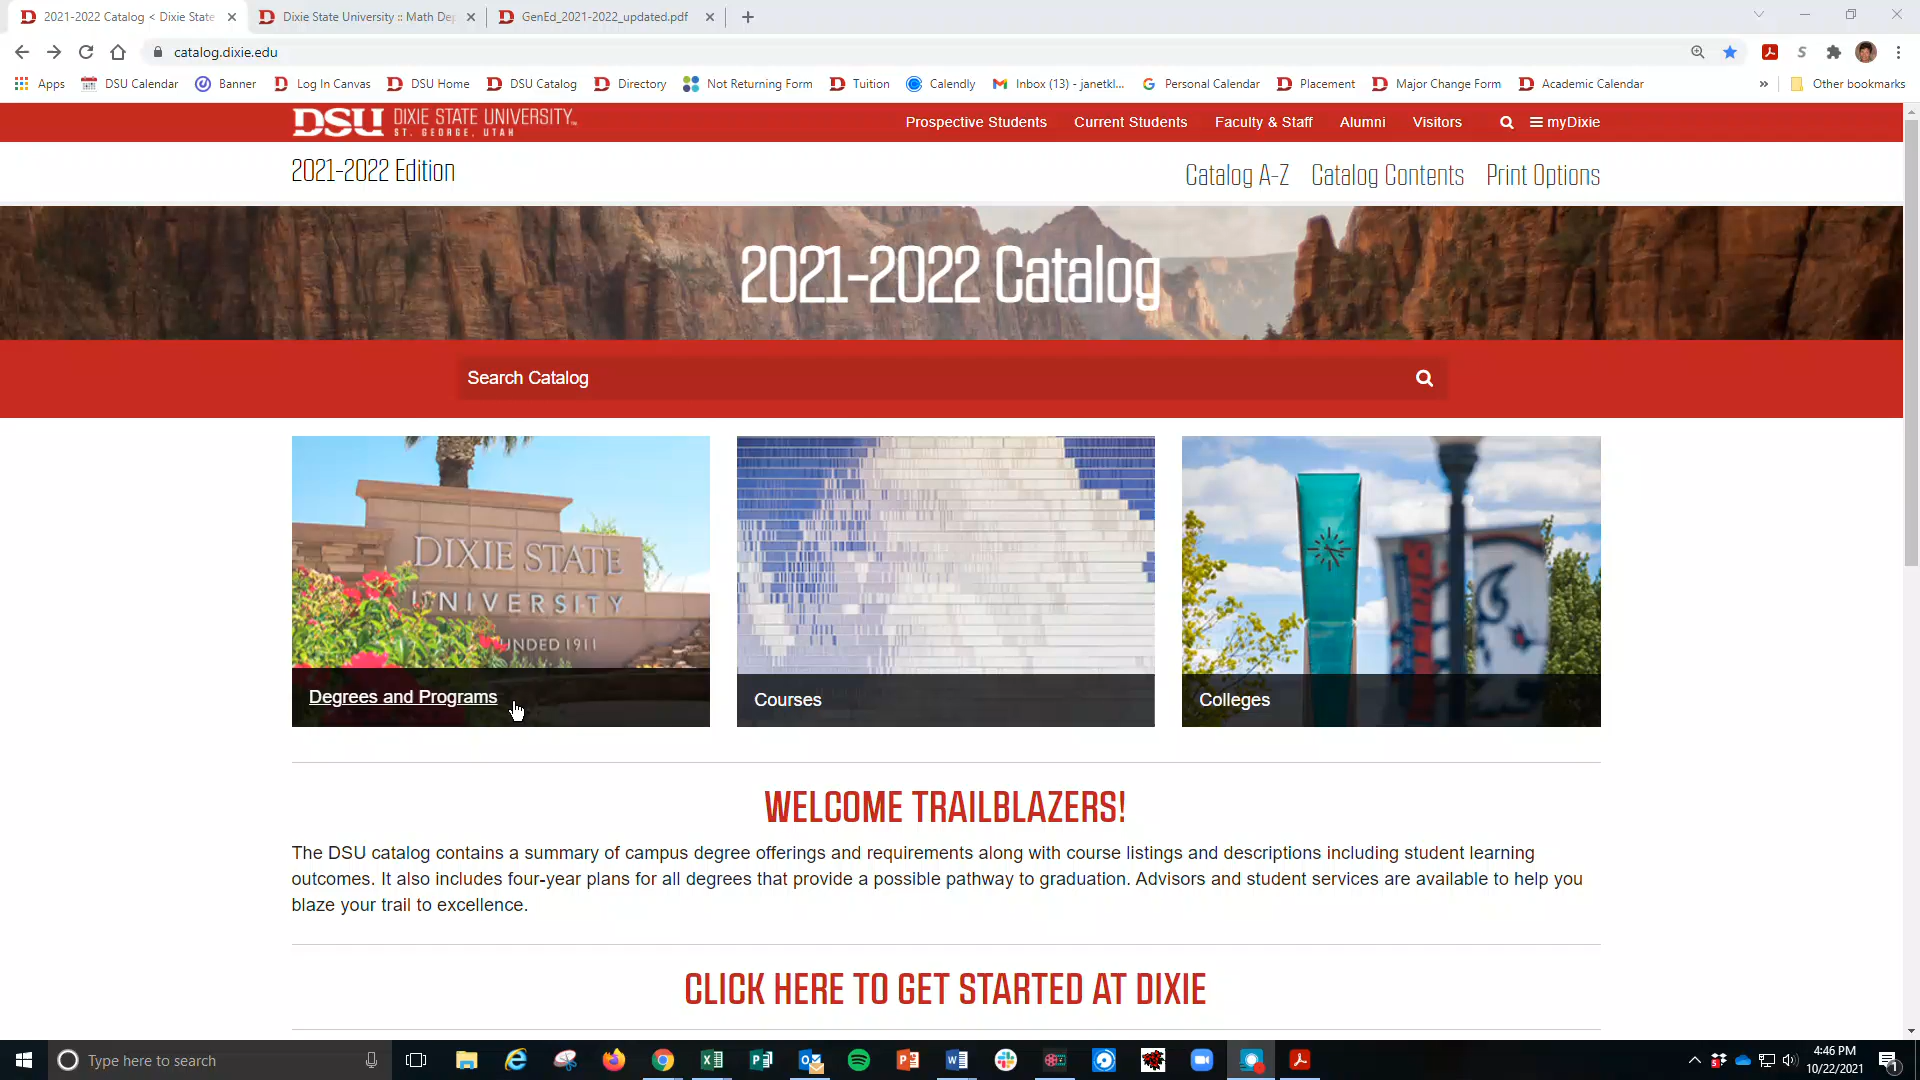 2021-2022 Catalog < Dixie State
Dixie State University :: Math De
GenEd_2021-2022_updated.pdf
catalog.dixie.edu
Apps DSU Calendar Banner Log In Canvas DSU Home DSU Catalog Directory Not Returning Form Tuition Calendly Inbox (13) - janetkl... Personal Calendar Placement Major Change Form Academic Calendar » Other bookmarks
DSU DIXIE STATE UNIVERSITY™
ST. GEORGE, UTAH
Prospective Students Current Students Faculty & Staff Alumni Visitors myDixie
2021-2022 Edition
Catalog A-Z Catalog Contents Print Options
2021-2022 Catalog
Search Catalog
DIXIE STATE
UNIVERSITY
UNDED 1911
Degrees and Programs
Courses
Colleges
WELCOME TRAILBLAZERS!
The DSU catalog contains a summary of campus degree offerings and requirements along with course listings and descriptions including student learning
outcomes. It also includes four-year plans for all degrees that provide a possible pathway to graduation. Advisors and student services are available to help you
blaze your trail to excellence.
CLICK HERE TO GET STARTED AT DIXIE
Type here to search
4:46 PM
10/22/2021
1